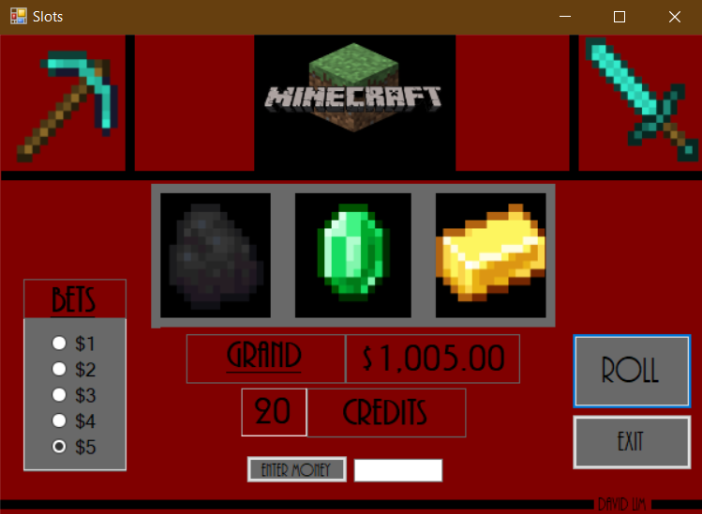 Slots
MINECRAFT
BETS
$1
$2
$3
$4
$5
GRAND $1,005.00
20 CREDITS
ROLL
EXIT
ENTER MONEY
DAVID LIM